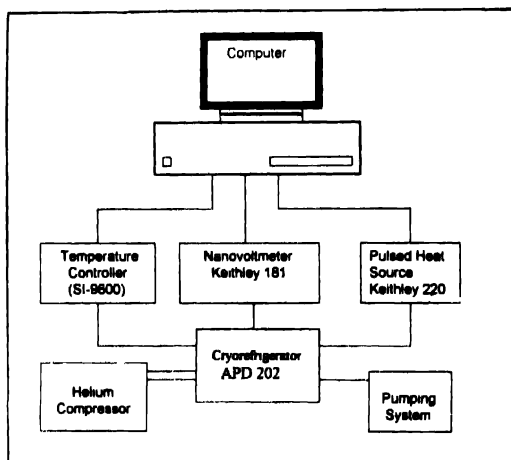 Computer
Temperature
Controller
(SI-9600)
Nanovoltmeter
Keithley 181
Pulsed Heat
Source
Keithley 220
Cryorefrigerator
APD 202
Helium
Compressor
Pumping
System